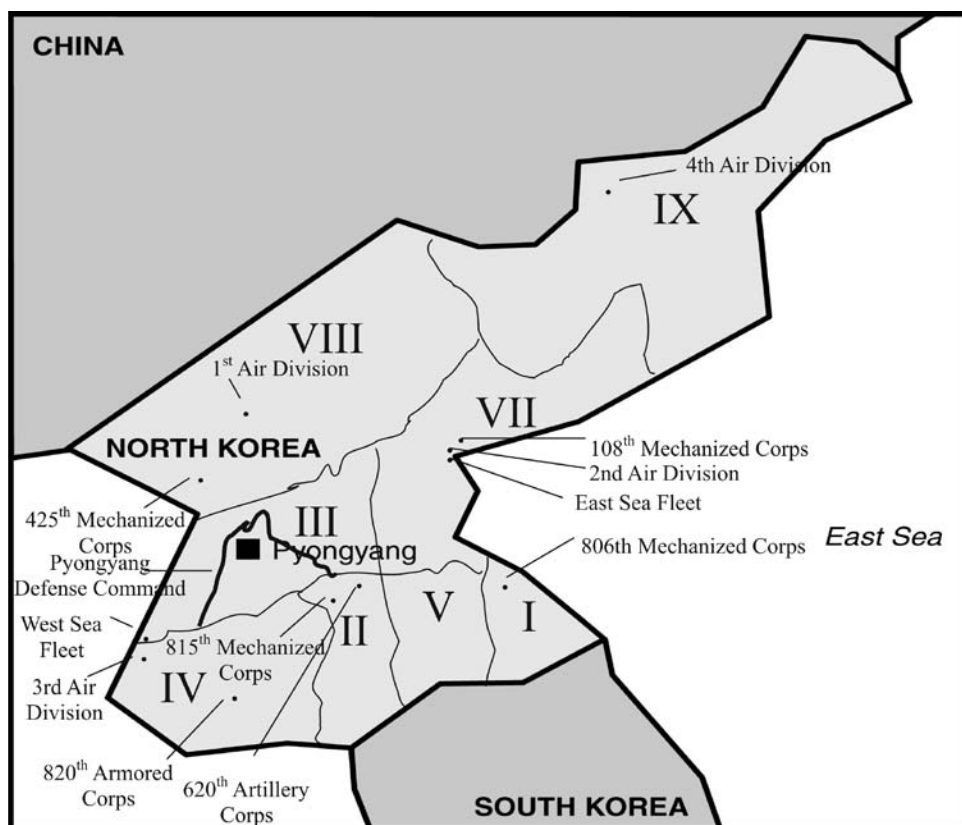 CHINA
4th Air Division
IX
VIII
1st Air Division
VII
NORTH KOREA
108th Mechanized Corps
2nd Air Division
East Sea Fleet
425th Mechanized
Corps
III
Pyongyang
806th Mechanized Corps
East Sea
Pyongyang
Defense Command
V
I
West Sea
Fleet
815th Mechanized
Corps
II
IV
3rd Air
Division
820th Armored
Corps
620th Artillery
Corps
SOUTH KOREA